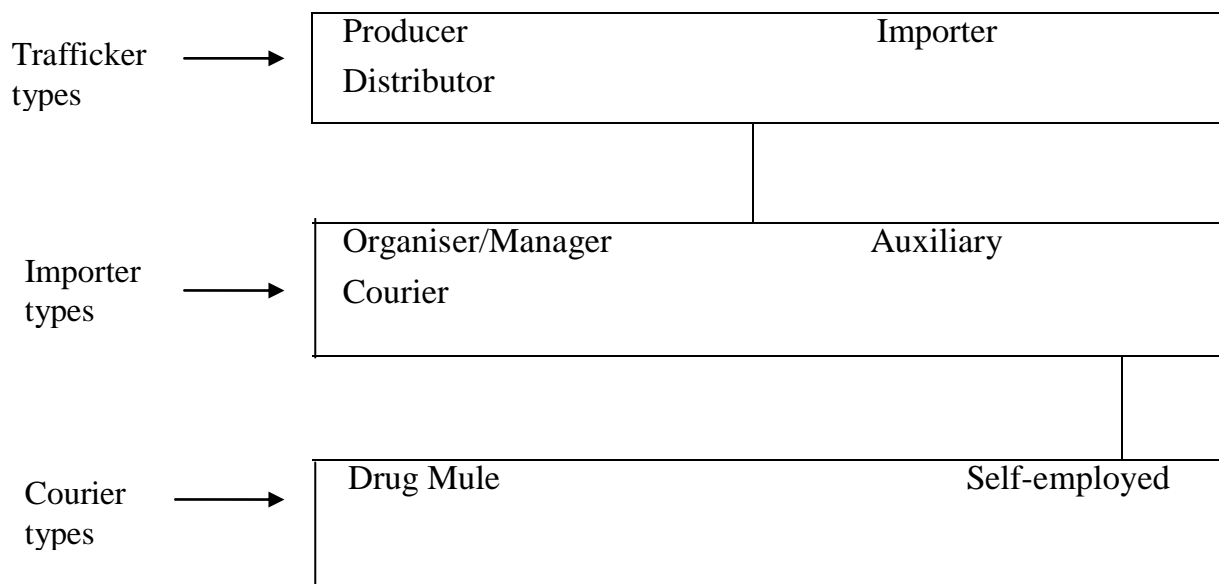 Trafficker
types
Producer Importer
Distributor
Importer
types
Organiser/Manager Auxiliary
Courier
Courier
types
Drug Mule Self-employed